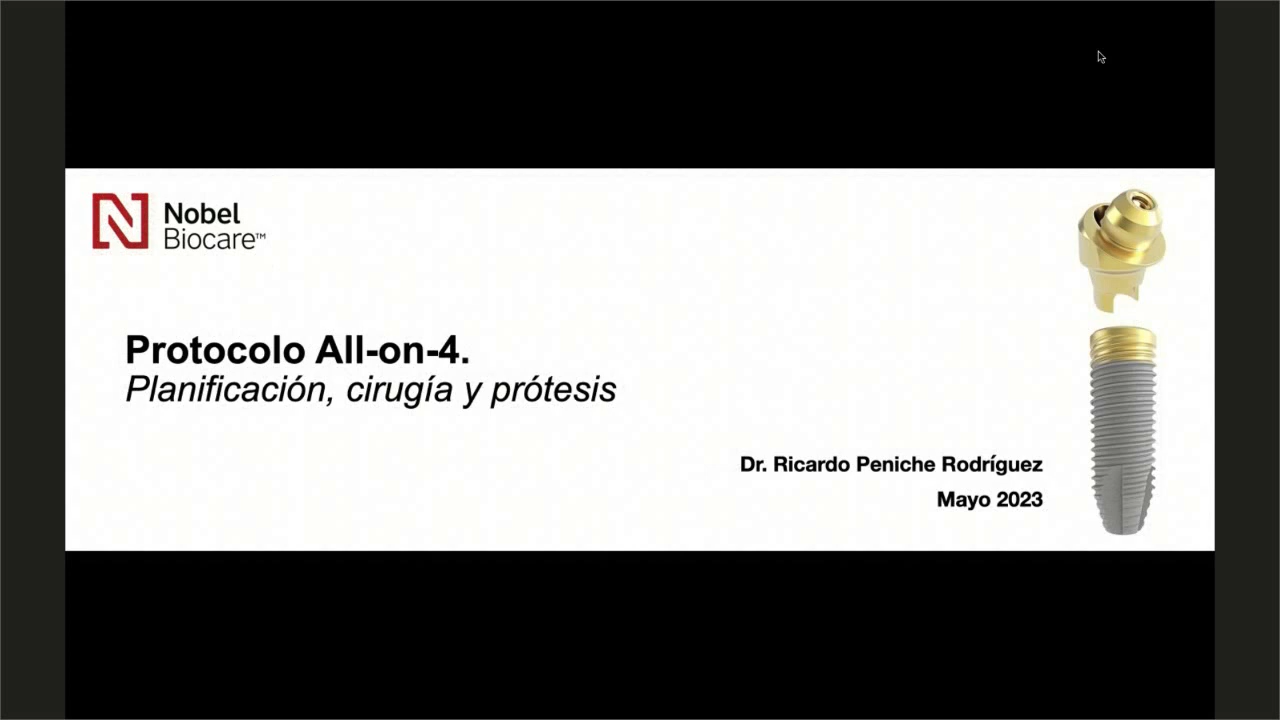 Nobel
Biocare™
Protocolo All-on-4.
Planificación, cirugía y prótesis
Dr. Ricardo Peniche Rodríguez
Mayo 2023